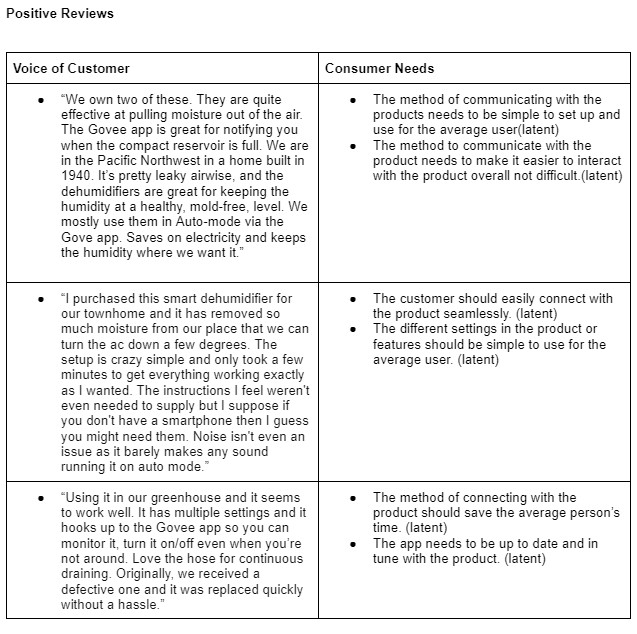 Positive Reviews
Voice of Customer
Consumer Needs
● “We own two of these. They are quite
effective at pulling moisture out of the air.
The Govee app is great for notifying you
when the compact reservoir is full. We are
in the Pacific Northwest in a home built in
1940. It’s pretty leaky airwise, and the
dehumidifiers are great for keeping the
humidity at a healthy, mold-free, level. We
mostly use them in Auto-mode via the
Gove app. Saves on electricity and keeps
the humidity where we want it.”
● The method of communicating with the
products needs to be simple to set up and
use for the average user(latent)
● The method to communicate with the
product needs to make it easier to interact
with the product overall not difficult.(latent)
● “I purchased this smart dehumidifier for
our townhome and it has removed so
much moisture from our place that we can
turn the ac down a few degrees. The
setup is crazy simple and only took a few
minutes to get everything working exactly
as I wanted. The instructions I feel weren’t
even needed to supply but I suppose if
you don’t have a smartphone then I guess
you might need them. Noise isn’t even an
issue as it barely makes any sound
running it on auto mode.”
● The customer should easily connect with
the product seamlessly. (latent)
● The different settings in the product or
features should be simple to use for the
average user. (latent)
● “Using it in our greenhouse and it seems
to work well. It has multiple settings and it
hooks up to the Govee app so you can
monitor it, turn it on/off even when you’re
not around. Love the hose for continuous
draining. Originally, we received a
defective one and it was replaced quickly
without a hassle.”
● The method of connecting with the
product should save the average person’s
time. (latent)
● The app needs to be up to date and in
tune with the product. (latent)